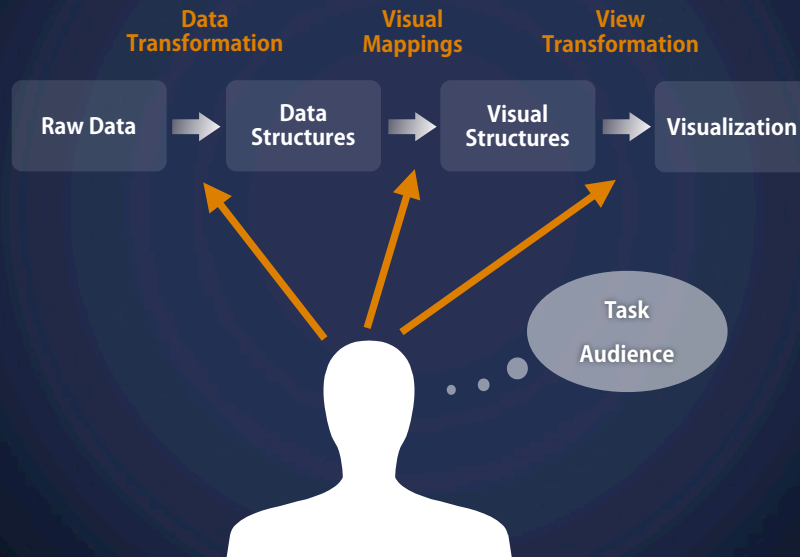 Data
Transformation
Visual
Mappings
View
Transformation
Raw Data
Data
Structures
Visual
Structures
Visualization
Task
Audience